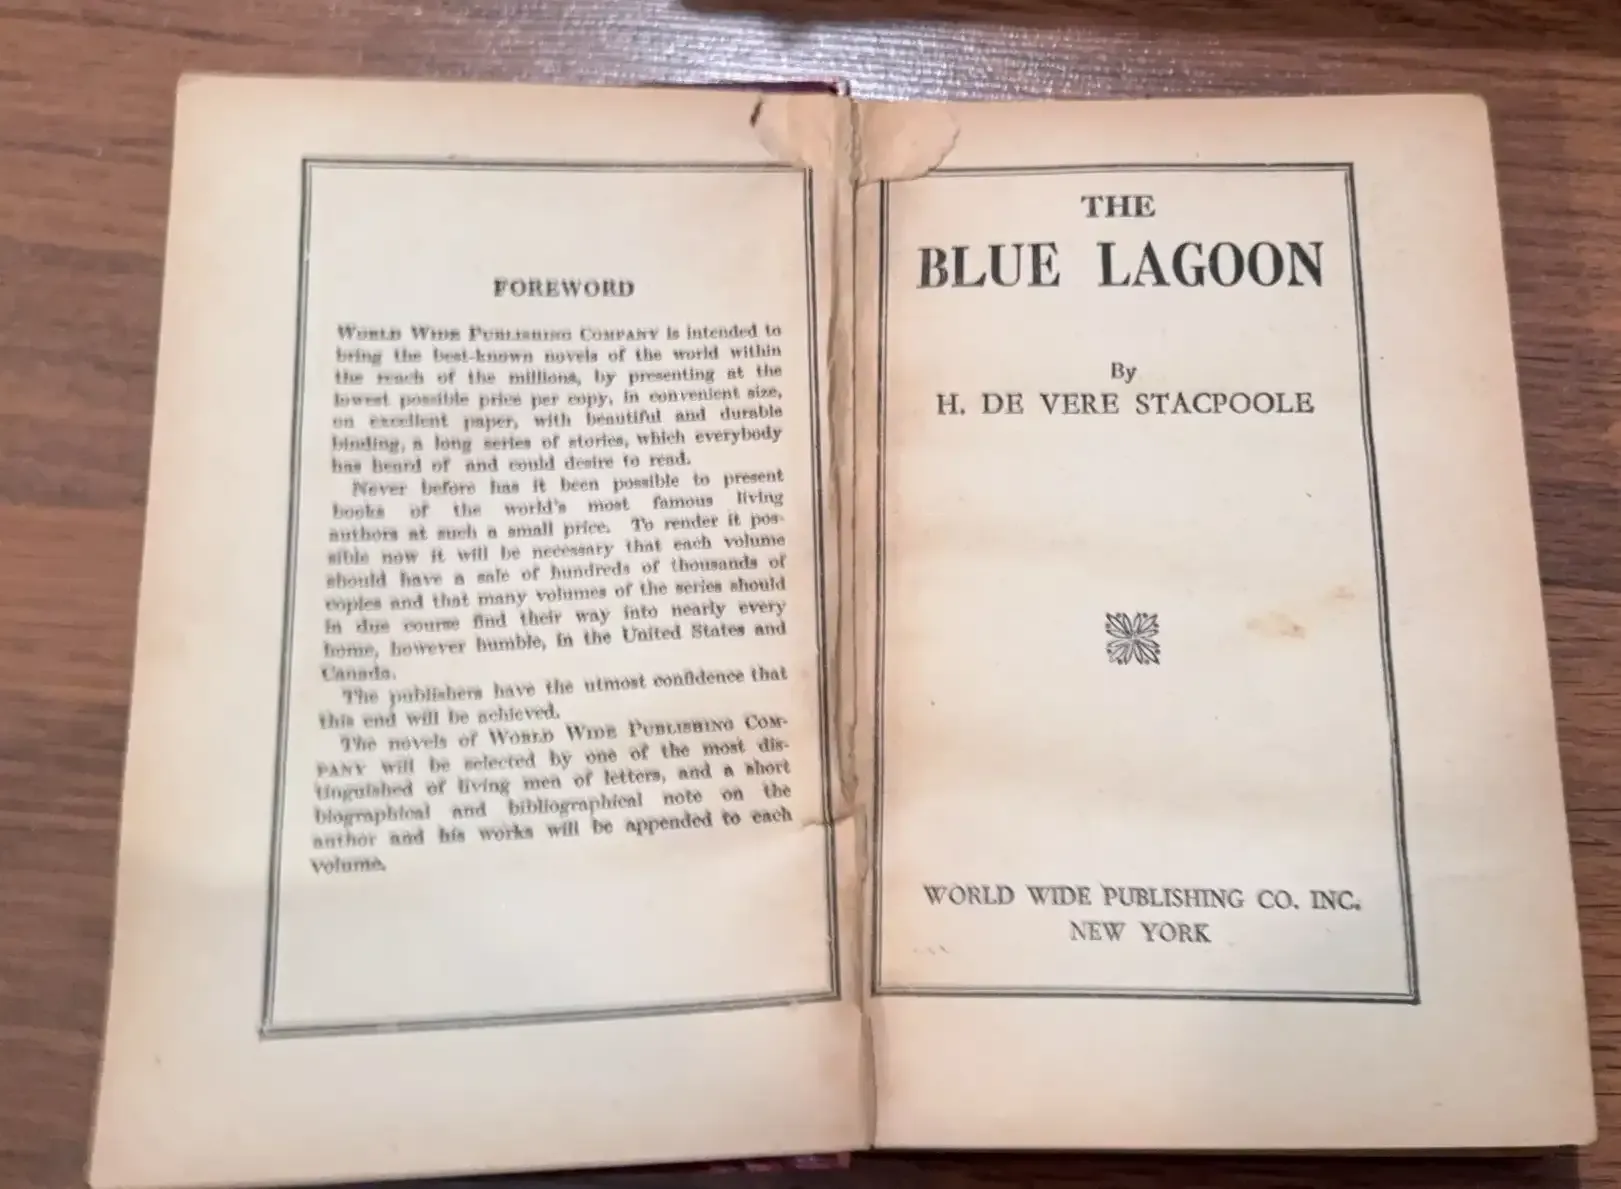 FOREWORD
WORLD WIDE PUBLISHING COMPANY is intended to
bring the best-known novels of the world within
the reach of the millions, by presenting at the
lowest possible price per copy, in convenient size,
on excellent paper, with beautiful and durable
binding, a long series of stories, which everybody
has heard of and could desire to read.
Never before has it been possible to present
books of the world's most famous living
authors at such a small price. To render it pos-
sible now it will be necessary that each volume
should have a sale of hundreds of thousands of
copies and that many volumes of the series should
in due course find their way into nearly every
home, however humble, in the United States and
Canada.
The publishers have the utmost confidence that
this end will be achieved.
The novels of WORLD WIDE PUBLISHING COM-
PANY will be selected by one of the most dis-
tinguished of living men of letters, and a short
biographical and bibliographical note on the
author and his works will be appended to each
volume.
THE
BLUE LAGOON
By
H. DE VERE STACPOOLE
WORLD WIDE PUBLISHING CO. INC.
NEW YORK